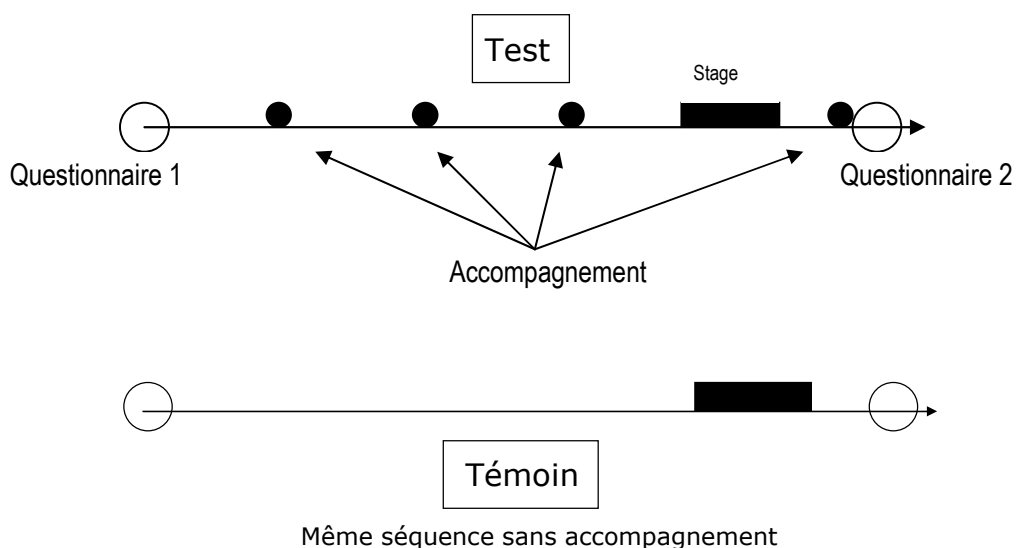 Test
Stage
Questionnaire 1
Questionnaire 2
Accompagnement
Témoin
Même séquence sans accompagnement